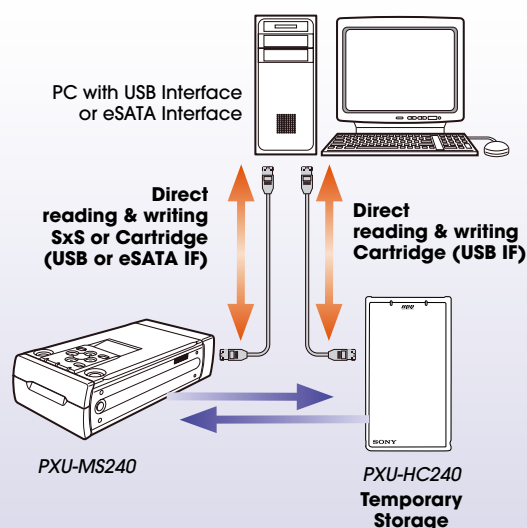 PC with USB Interface
or eSATA Interface
Direct
reading & writing
SxS or Cartridge
(USB or eSATA IF)
Direct
reading & writing
Cartridge (USB IF)
SONY
PXU-MS240
PXU-HC240
Temporary
Storage